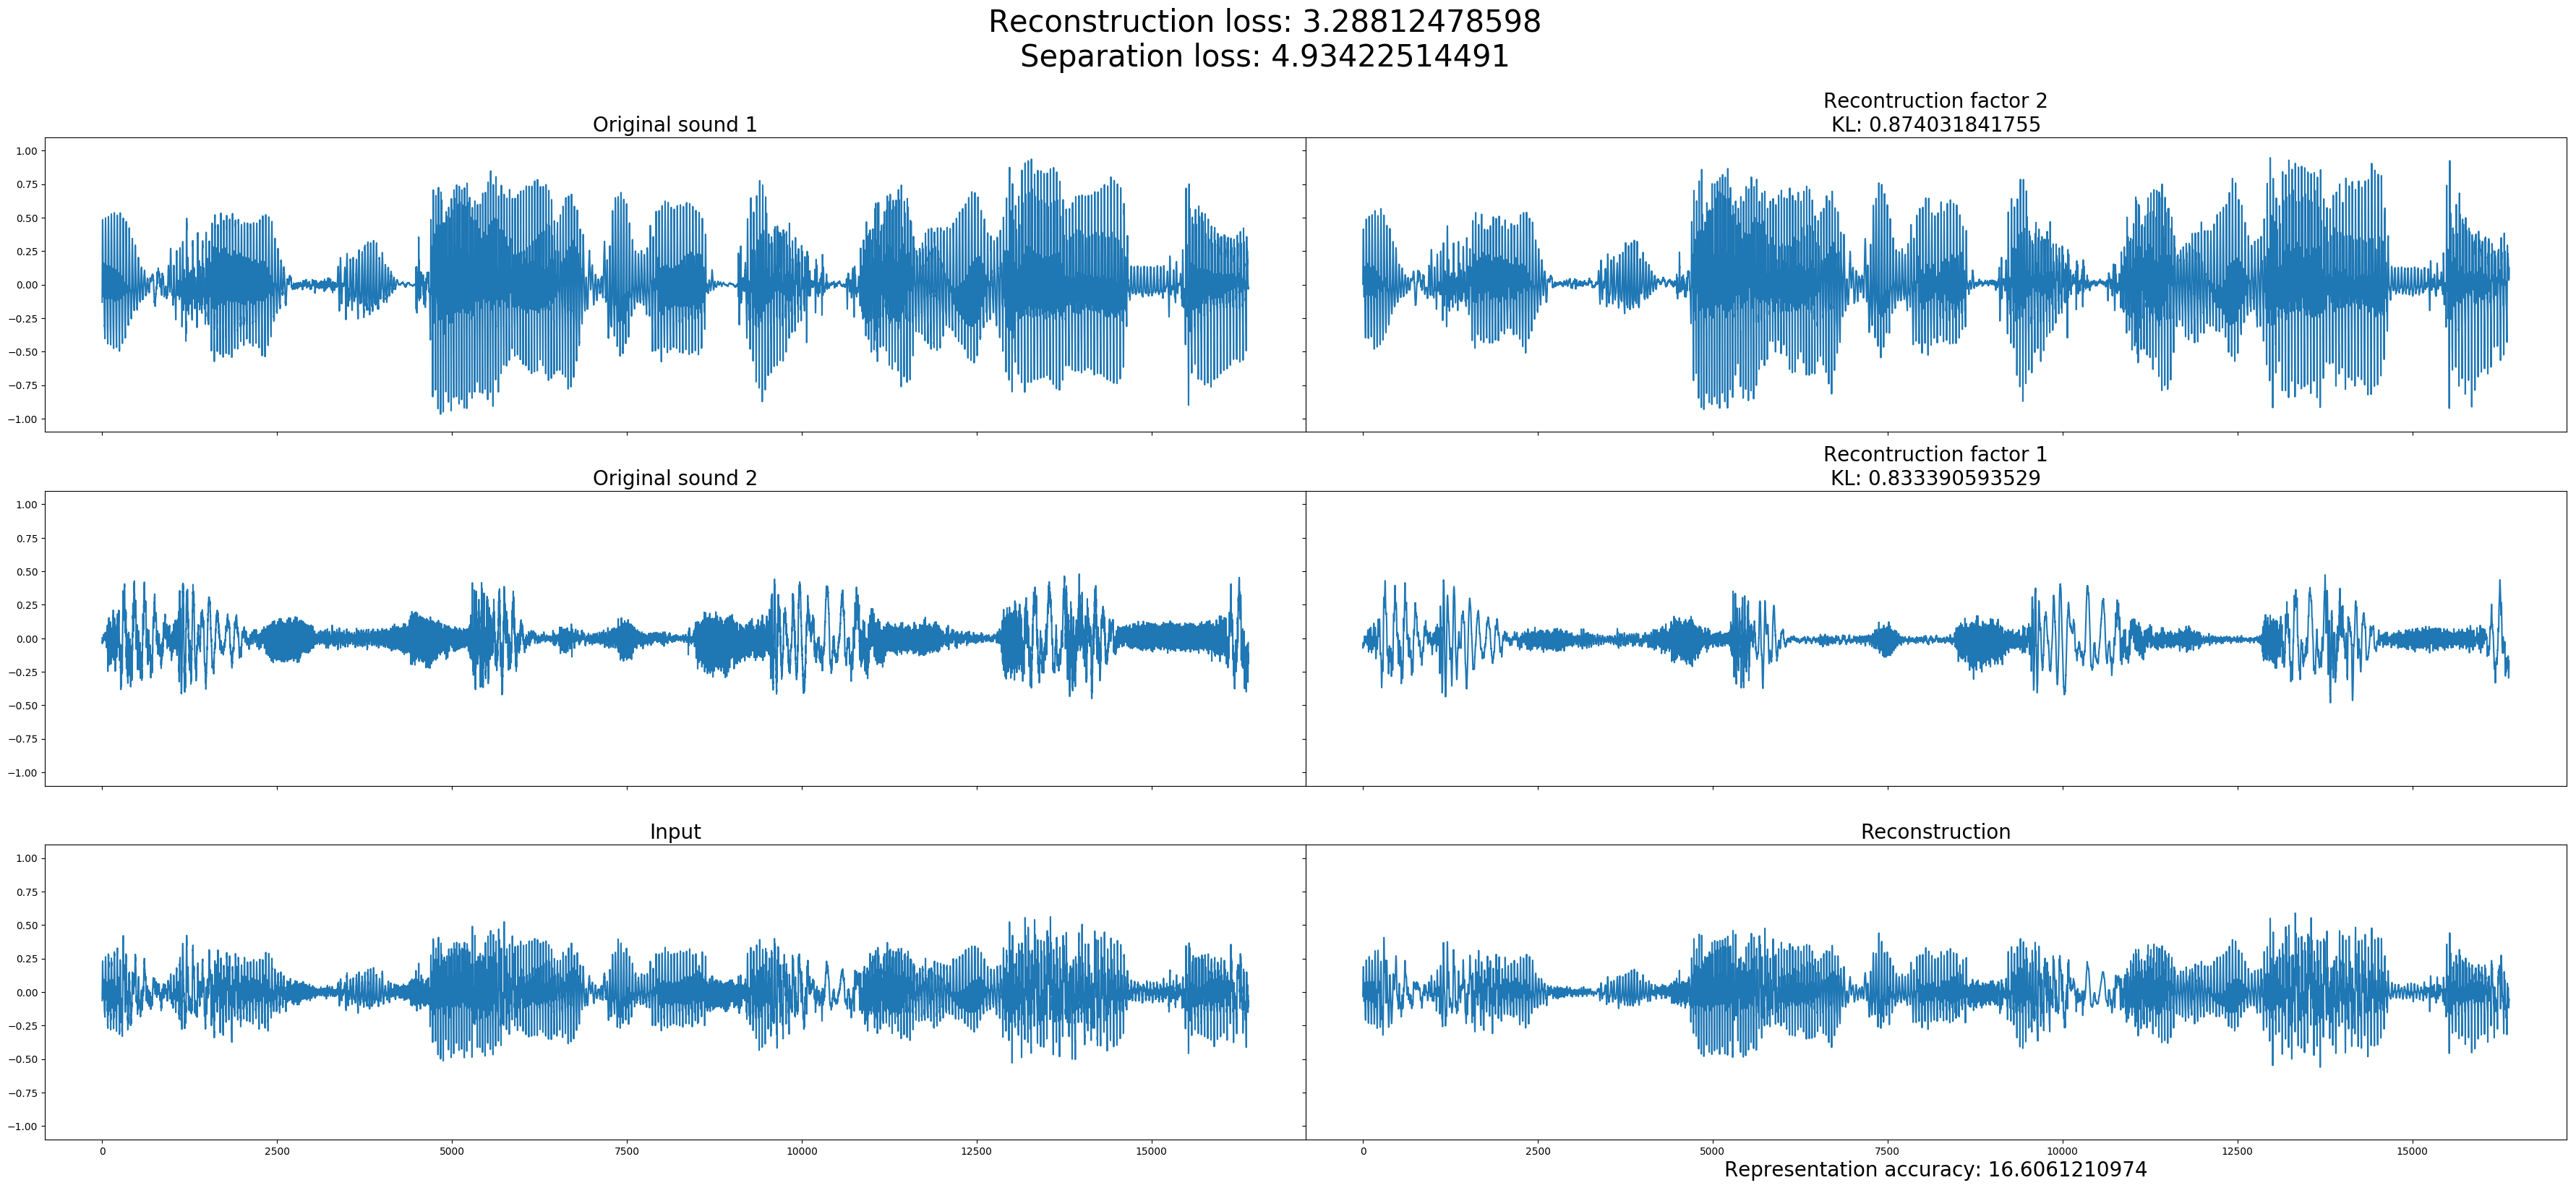 Reconstruction loss: 3.28812478598
Separation loss: 4.93422514491
Original sound 1
Recontruction factor 2
KL: 0.874031841755
1.00
0.75
0.50
0.25
0.00
−0.25
−0.50
−0.75
−1.00
Original sound 2
Recontruction factor 1
KL: 0.833390593529
1.00
0.75
0.50
0.25
0.00
−0.25
−0.50
−0.75
−1.00
Input
Reconstruction
1.00
0.75
0.50
0.25
0.00
−0.25
−0.50
−0.75
−1.00
0 2500 5000 7500 10000 12500 15000
0 2500 5000 7500 10000 12500 15000
Representation accuracy: 16.6061210974